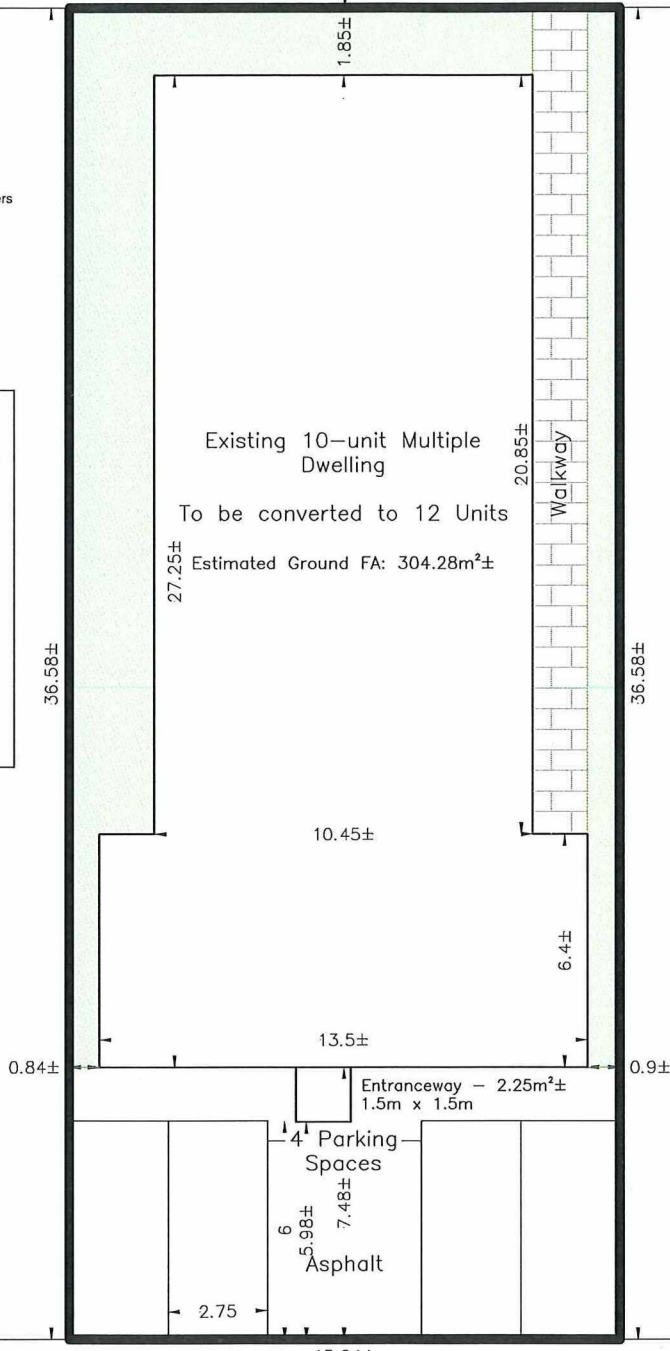 1.85±
Existing 10-unit Multiple
Dwelling
To be converted to 12 Units
Estimated Ground FA: 304.28m²±
27.25±
20.85±
Walkway
36.58±
36.58±
10.45±
6.4±
13.5±
0.84±
0.9±
Entranceway - 2.25m²±
1.5m x 1.5m
4 Parking
Spaces
6
5.98±
7.48±
Asphalt
2.75